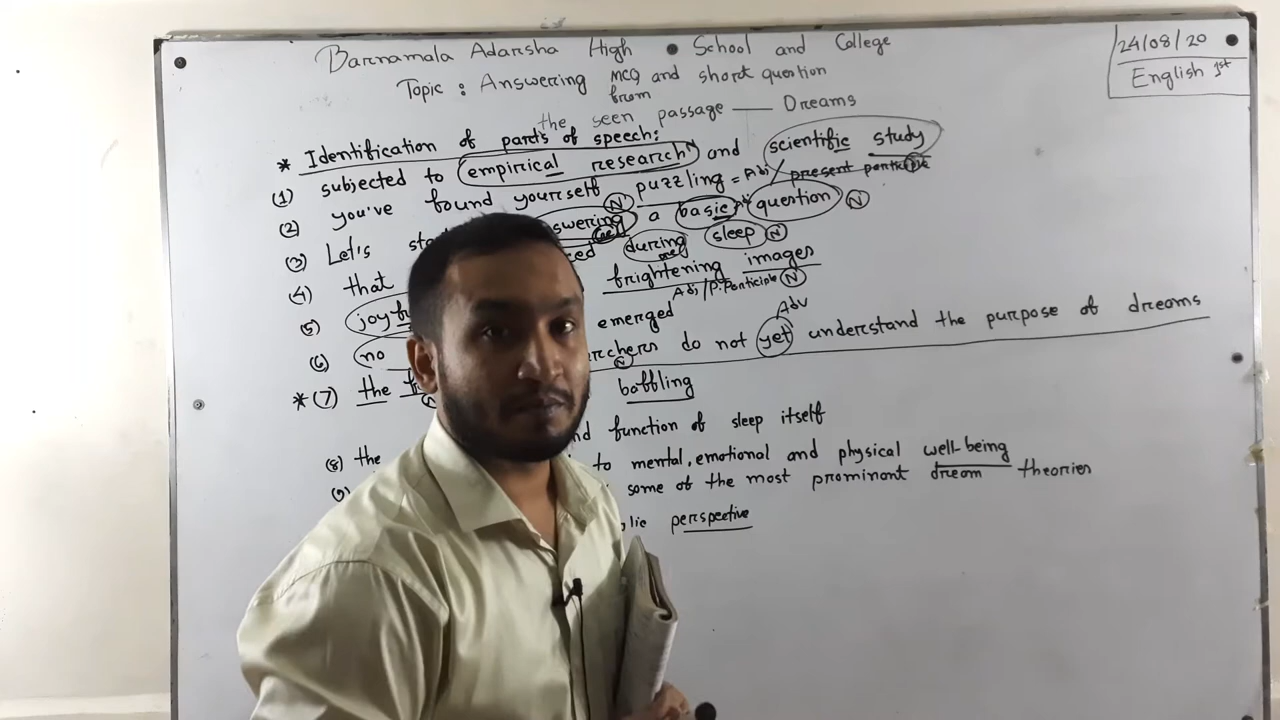 Barnamala Adarsha High School and College
24/08/20
English 1st
Topic : Answering MCQ and short question
from
the seen passage — Dreams
* Identification of parts of speech:
(1) subjected to empirical research and scientific study
(2) you've found yourself puzzling = Adj / present participle
(3) Let's swering a basic question (N)
(4) that during sleep (N)
(5) frightening images
Adj / P. Participle (N)
emerged
(6) no rchers do not yet understand the purpose of dreams
Adv
(N)
* (7) the baffling
(8) the nd function of sleep itself
(9) to mental, emotional and physical well-being
some of the most prominent dream theories
perspective